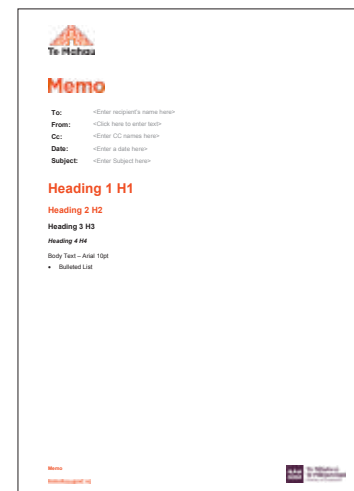 Te Mahau
Memo
To: <Enter recipient's name here>
From: <Click here to enter text>
Cc: <Enter CC names here>
Date: <Enter a date here>
Subject: <Enter Subject here>
Heading 1 H1
Heading 2 H2
Heading 3 H3
Heading 4 H4
Body Text – Arial 10pt
• Bulleted List
Memo